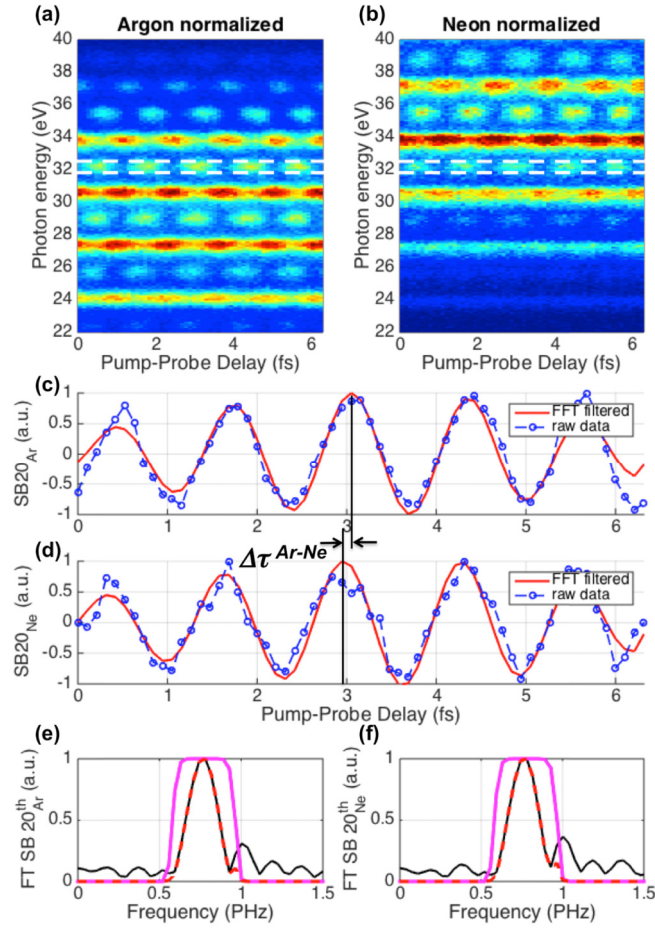 (a) Argon normalized
(b) Neon normalized
40
38
36
34
32
30
28
26
24
22
Photon energy (eV)
0 2 4 6
Pump-Probe Delay (fs)
40
38
36
34
32
30
28
26
24
22
Photon energy (eV)
0 2 4 6
Pump-Probe Delay (fs)
(c)
1
0.5
0
-0.5
-1
SB20Ar (a.u.)
FFT filtered
raw data
0 1 2 3 4 5 6
Δτ Ar-Ne
(d)
1
0.5
0
-0.5
-1
SB20Ne (a.u.)
FFT filtered
raw data
0 1 2 3 4 5 6
Pump-Probe Delay (fs)
(e)
1
0.5
0
FT SB 20thAr (a.u.)
0 0.5 1 1.5
Frequency (PHz)
(f)
1
0.5
0
FT SB 20thNe (a.u.)
0 0.5 1 1.5
Frequency (PHz)